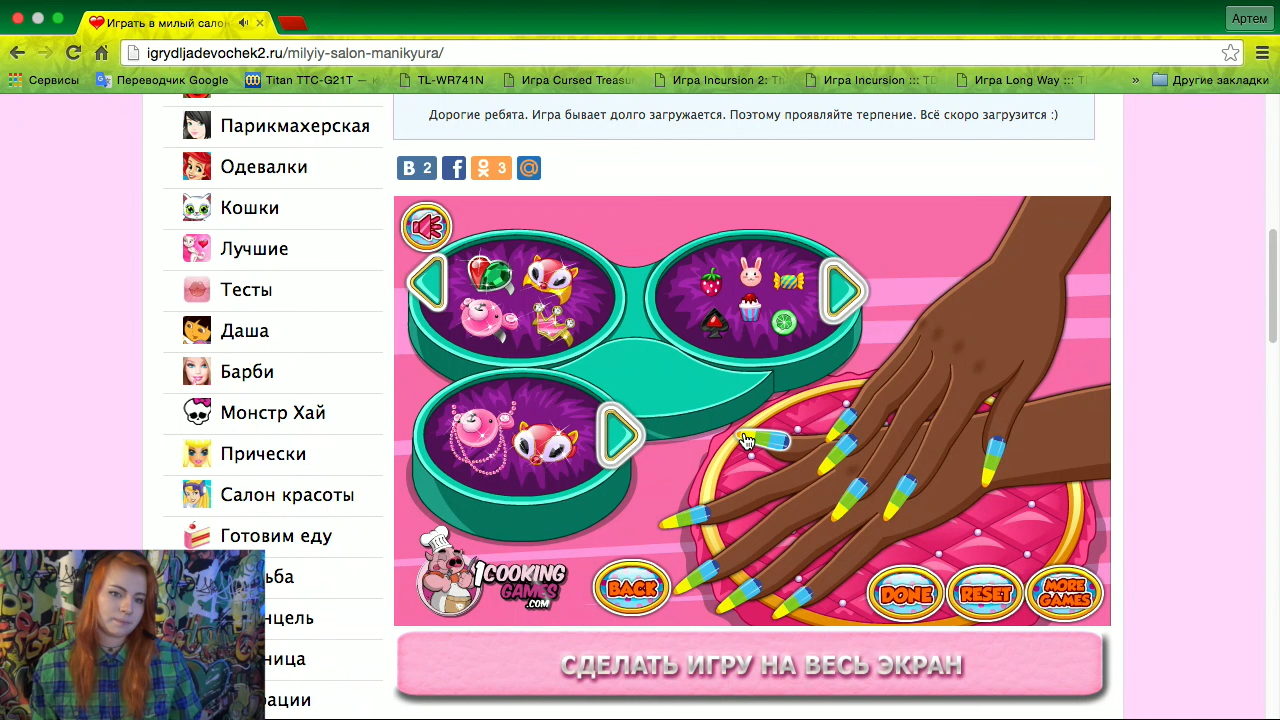 Играть в милый сало
Артем
igrydljadevochek2.ru/milyiy-salon-manikyura/
Сервисы
Переводчик Google
Titan TTC-G21T —
TL-WR741N
Игра Cursed Treasu
Игра Incursion 2: Th
Игра Incursion ::: TD
Игра Long Way ::: T
»
Другие закладки
Дорогие ребята. Игра бывает долго загружается. Поэтому проявляйте терпение. Всё скоро загрузится :)
B 2
f
3
@
Парикмахерская
Одевалки
Кошки
Лучшие
Тесты
Даша
Барби
Монстр Хай
Прически
Салон красоты
Готовим еду
1COOKING
GAMES
.COM
BACK
DONE
RESET
MORE
GAMES
СДЕЛАТЬ ИГРУ НА ВЕСЬ ЭКРАН